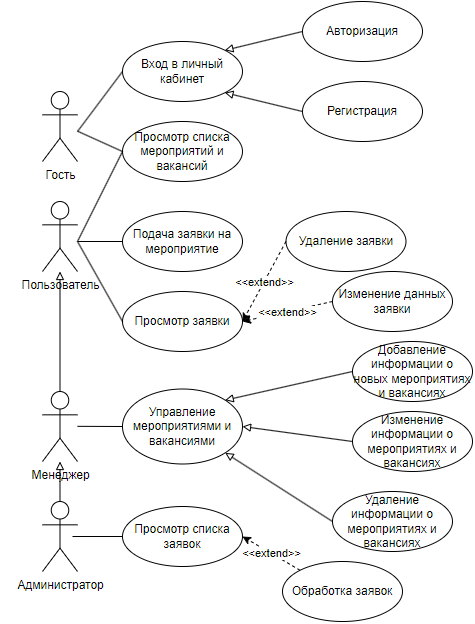 Авторизация
Вход в личный
кабинет
Регистрация
Просмотр списка
мероприятий и
вакансий
Гость
Подача заявки на
мероприятие
Удаление заявки
Пользователь
<<extend>>
Изменение данных
заявки
<<extend>>
Просмотр заявки
Добавление
информации о
новых мероприятиях
и вакансиях
Управление
мероприятиями и
вакансиями
Изменение
информации о
мероприятиях и
вакансиях
Менеджер
Удаление
информации о
мероприятиях и
вакансиях
Просмотр списка
заявок
<<extend>>
Администратор
Обработка заявок